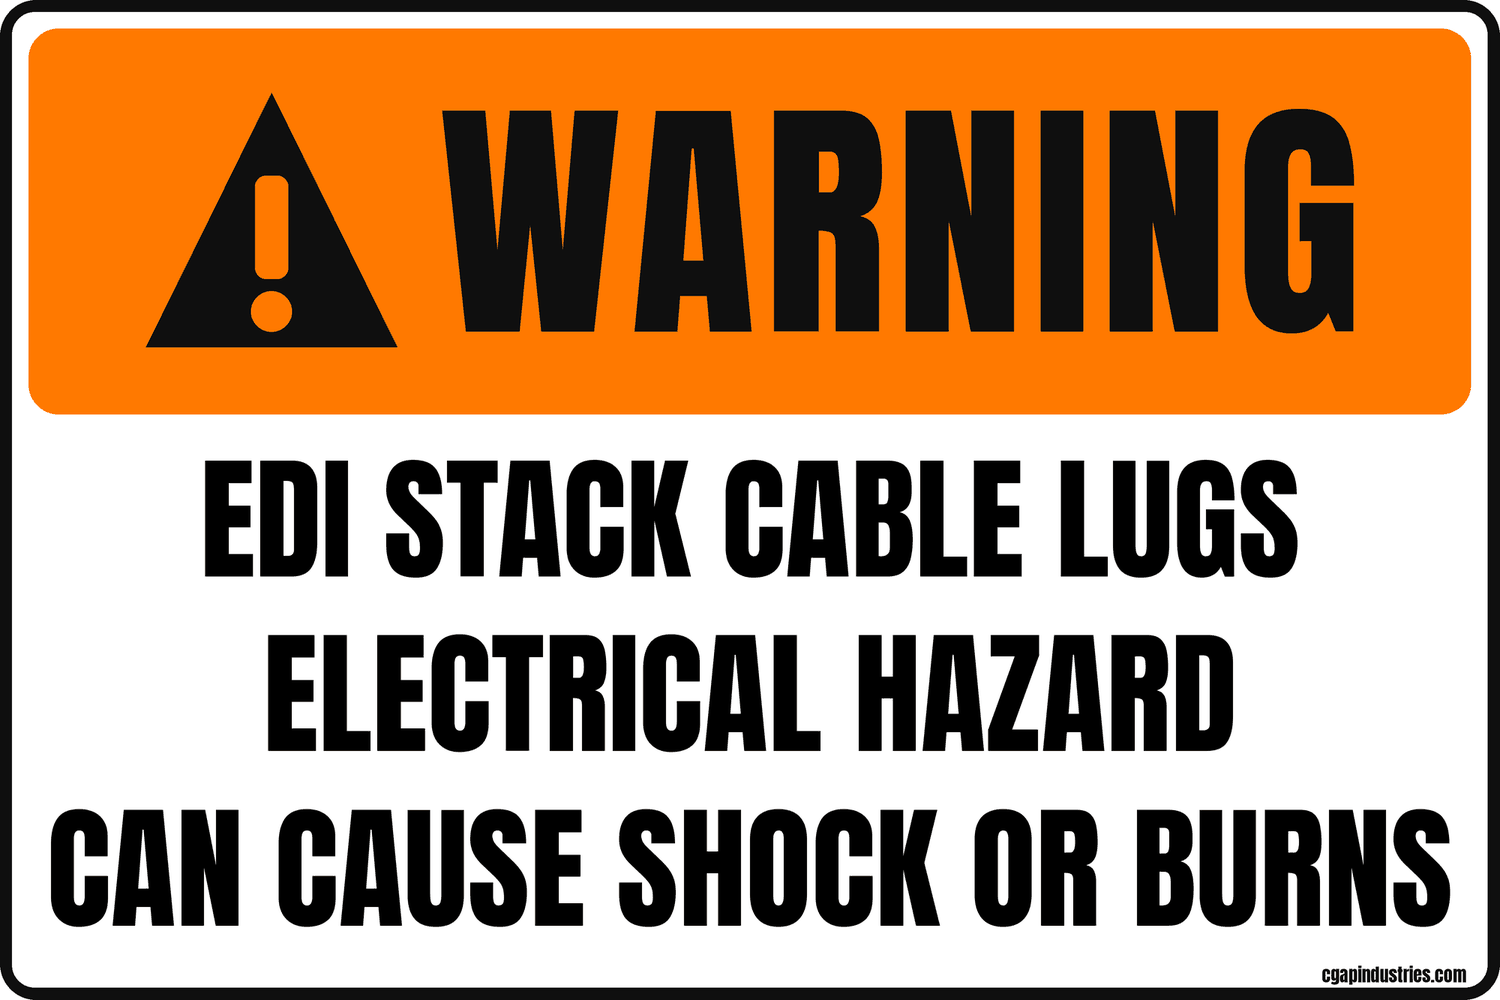 WARNING
EDI STACK CABLE LUGS
ELECTRICAL HAZARD
CAN CAUSE SHOCK OR BURNS
cgapindustries.com